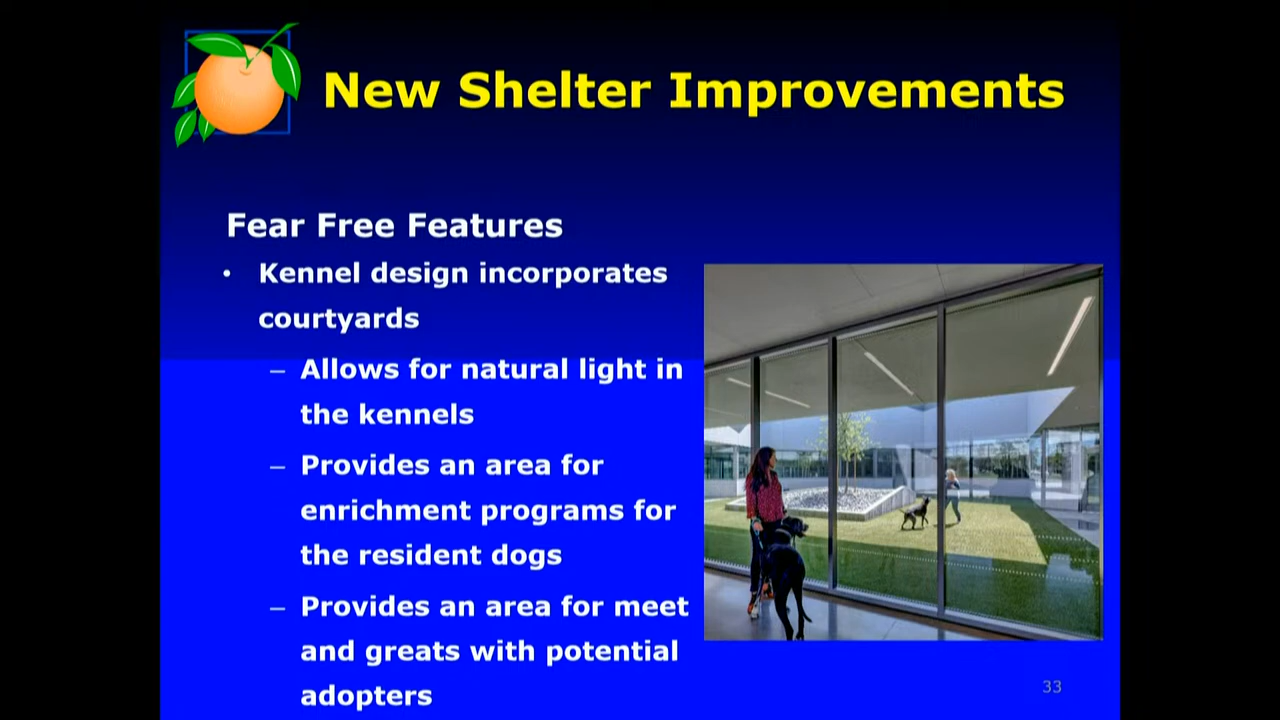 New Shelter Improvements
Fear Free Features
• Kennel design incorporates
courtyards
– Allows for natural light in
the kennels
– Provides an area for
enrichment programs for
the resident dogs
– Provides an area for meet
and greats with potential
adopters
33